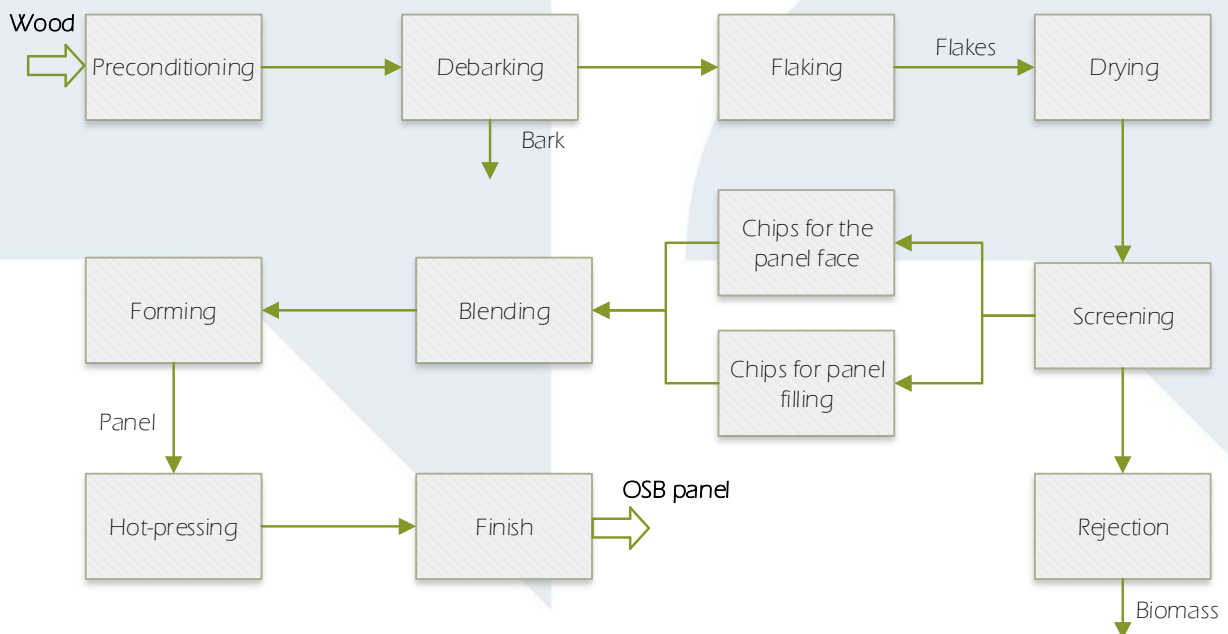 Wood
Preconditioning
Debarking
Flaking
Flakes
Drying
Bark
Chips for the
panel face
Chips for panel
filling
Screening
Blending
Forming
Panel
Hot-pressing
Finish
OSB panel
Rejection
Biomass